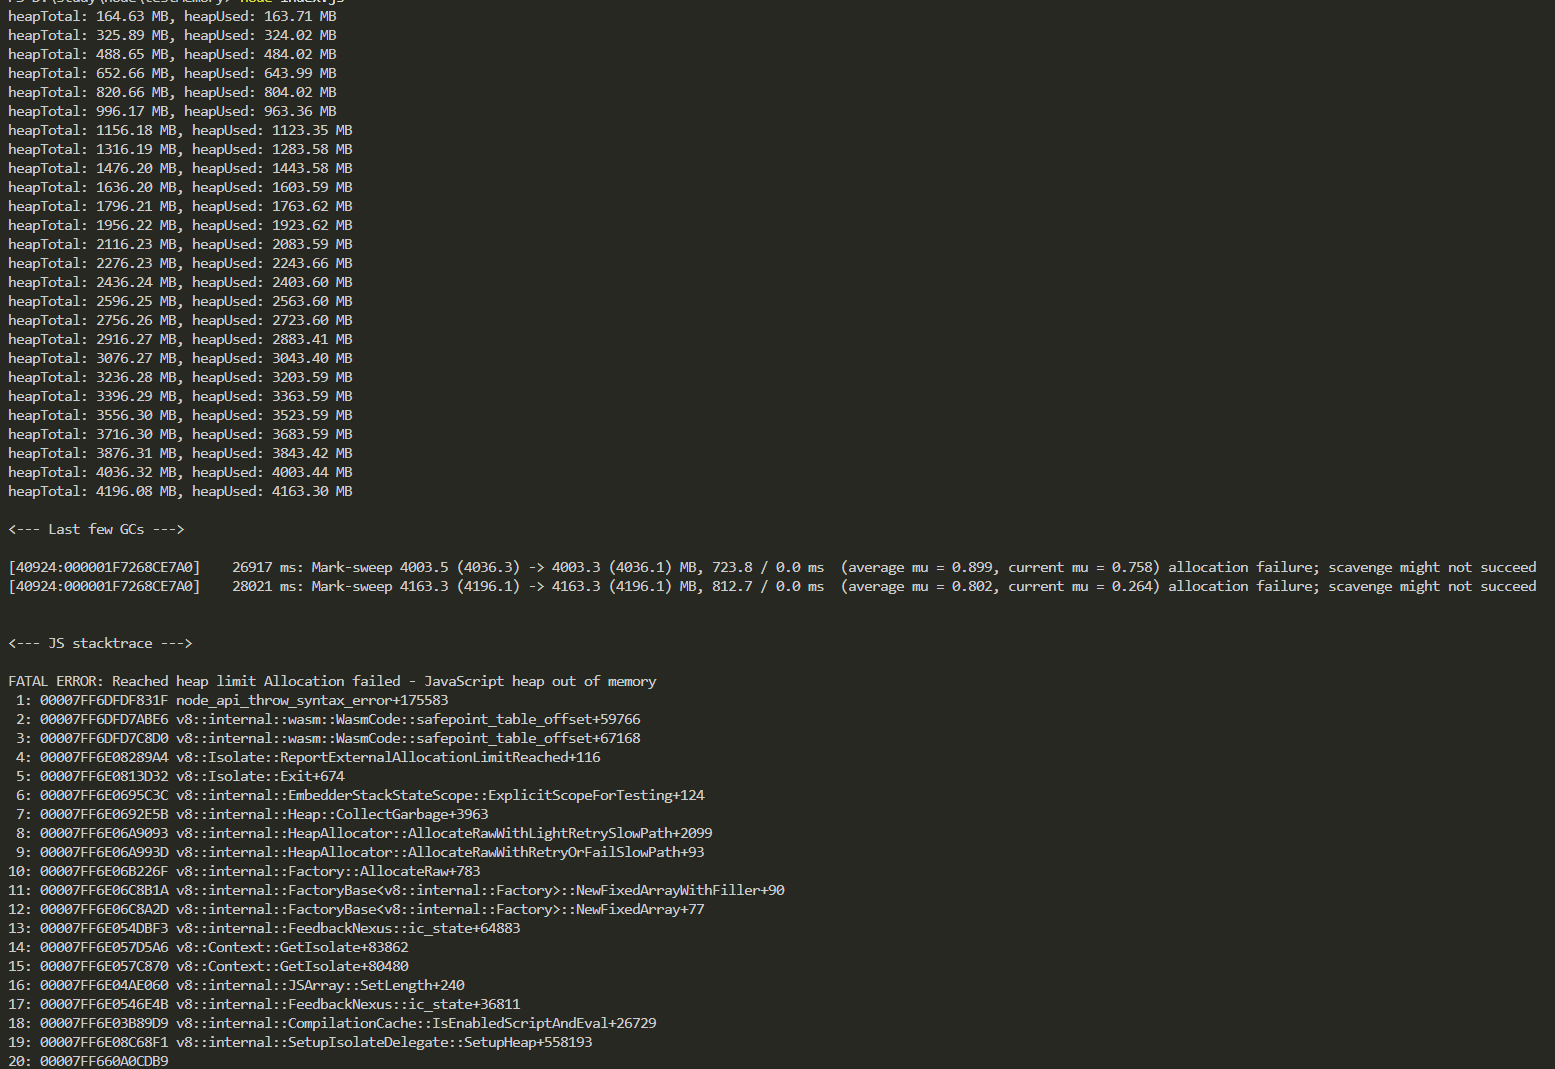 PS D:\study\node\testMemory> node index.js
heapTotal: 164.63 MB, heapUsed: 163.71 MB
heapTotal: 325.89 MB, heapUsed: 324.02 MB
heapTotal: 488.65 MB, heapUsed: 484.02 MB
heapTotal: 652.66 MB, heapUsed: 643.99 MB
heapTotal: 820.66 MB, heapUsed: 804.02 MB
heapTotal: 996.17 MB, heapUsed: 963.36 MB
heapTotal: 1156.18 MB, heapUsed: 1123.35 MB
heapTotal: 1316.19 MB, heapUsed: 1283.58 MB
heapTotal: 1476.20 MB, heapUsed: 1443.58 MB
heapTotal: 1636.20 MB, heapUsed: 1603.59 MB
heapTotal: 1796.21 MB, heapUsed: 1763.62 MB
heapTotal: 1956.22 MB, heapUsed: 1923.62 MB
heapTotal: 2116.23 MB, heapUsed: 2083.59 MB
heapTotal: 2276.23 MB, heapUsed: 2243.66 MB
heapTotal: 2436.24 MB, heapUsed: 2403.60 MB
heapTotal: 2596.25 MB, heapUsed: 2563.60 MB
heapTotal: 2756.26 MB, heapUsed: 2723.60 MB
heapTotal: 2916.27 MB, heapUsed: 2883.41 MB
heapTotal: 3076.27 MB, heapUsed: 3043.40 MB
heapTotal: 3236.28 MB, heapUsed: 3203.59 MB
heapTotal: 3396.29 MB, heapUsed: 3363.59 MB
heapTotal: 3556.30 MB, heapUsed: 3523.59 MB
heapTotal: 3716.30 MB, heapUsed: 3683.59 MB
heapTotal: 3876.31 MB, heapUsed: 3843.42 MB
heapTotal: 4036.32 MB, heapUsed: 4003.44 MB
heapTotal: 4196.08 MB, heapUsed: 4163.30 MB
<--- Last few GCs --->
[40924:000001F7268CE7A0]    26917 ms: Mark-sweep 4003.5 (4036.3) -> 4003.3 (4036.1) MB, 723.8 / 0.0 ms  (average mu = 0.899, current mu = 0.758) allocation failure; scavenge might not succeed
[40924:000001F7268CE7A0]    28021 ms: Mark-sweep 4163.3 (4196.1) -> 4163.3 (4196.1) MB, 812.7 / 0.0 ms  (average mu = 0.802, current mu = 0.264) allocation failure; scavenge might not succeed
<--- JS stacktrace --->
FATAL ERROR: Reached heap limit Allocation failed - JavaScript heap out of memory
1: 00007FF6DFDF831F node_api_throw_syntax_error+175583
2: 00007FF6DFD7ABE6 v8::internal::wasm::WasmCode::safepoint_table_offset+59766
3: 00007FF6DFD7C8D0 v8::internal::wasm::WasmCode::safepoint_table_offset+67168
4: 00007FF6E08289A4 v8::Isolate::ReportExternalAllocationLimitReached+116
5: 00007FF6E0813D32 v8::Isolate::Exit+674
6: 00007FF6E0695C3C v8::internal::EmbedderStackStateScope::ExplicitScopeForTesting+124
7: 00007FF6E0692E5B v8::internal::Heap::CollectGarbage+3963
8: 00007FF6E06A9093 v8::internal::HeapAllocator::AllocateRawWithLightRetrySlowPath+2099
9: 00007FF6E06A993D v8::internal::HeapAllocator::AllocateRawWithRetryOrFailSlowPath+93
10: 00007FF6E06B226F v8::internal::Factory::AllocateRaw+783
11: 00007FF6E06C8B1A v8::internal::FactoryBase<v8::internal::Factory>::NewFixedArrayWithFiller+90
12: 00007FF6E06C8A2D v8::internal::FactoryBase<v8::internal::Factory>::NewFixedArray+77
13: 00007FF6E054DBF3 v8::internal::FeedbackNexus::ic_state+64883
14: 00007FF6E057D5A6 v8::Context::GetIsolate+83862
15: 00007FF6E057C870 v8::Context::GetIsolate+80480
16: 00007FF6E04AE060 v8::internal::JSArray::SetLength+240
17: 00007FF6E0546E4B v8::internal::FeedbackNexus::ic_state+36811
18: 00007FF6E03B89D9 v8::internal::CompilationCache::IsEnabledScriptAndEval+26729
19: 00007FF6E08C68F1 v8::internal::SetupIsolateDelegate::SetupHeap+558193
20: 00007FF660A0CDB9